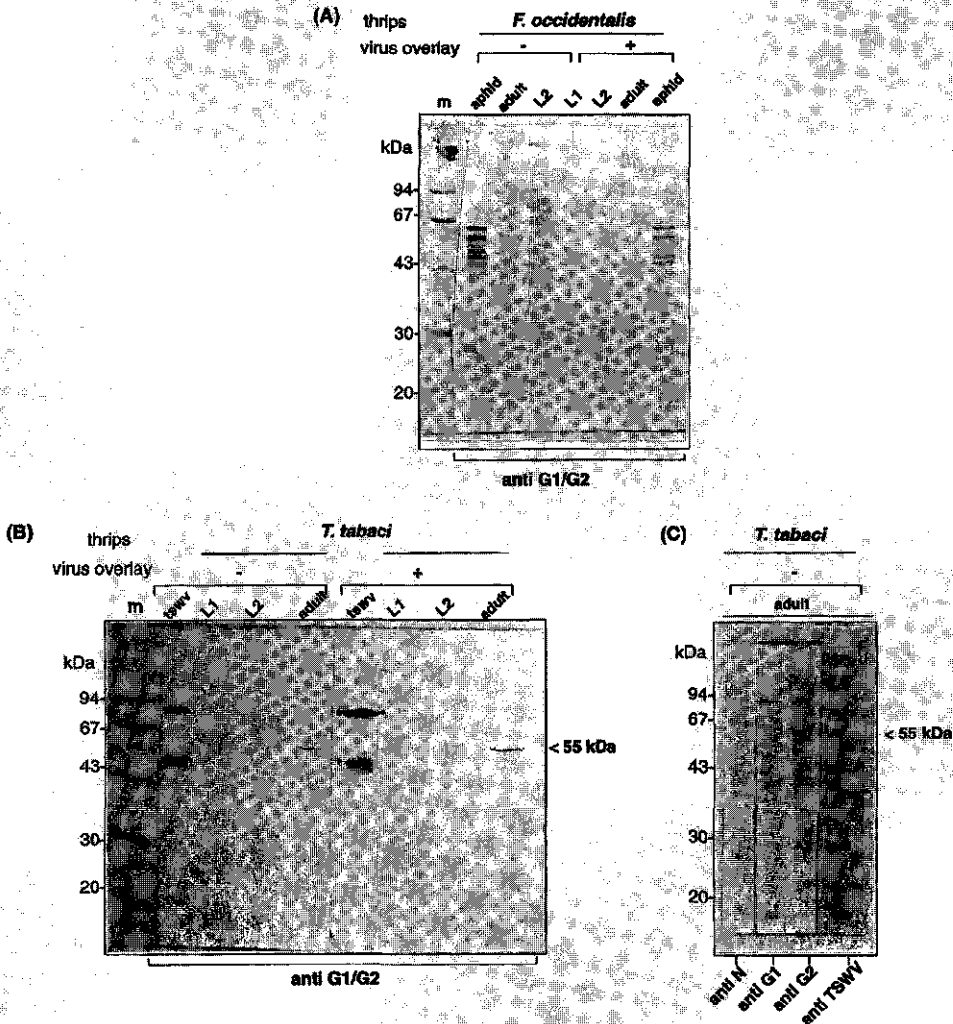 (A) thrips F. occidentalis
virus overlay - +
m aphid adult L2 L1 L2 adult aphid
kDa
94
67
43
30
20
anti G1/G2
(B) thrips T. tabaci
virus overlay - +
m tswv L1 L2 adult tswv L1 L2 adult
kDa
94
67
< 55 kDa
43
30
20
anti G1/G2
(C) T. tabaci
-
adult
kDa
94
67
< 55 kDa
43
30
20
anti N anti G1 anti G2 anti TSWV